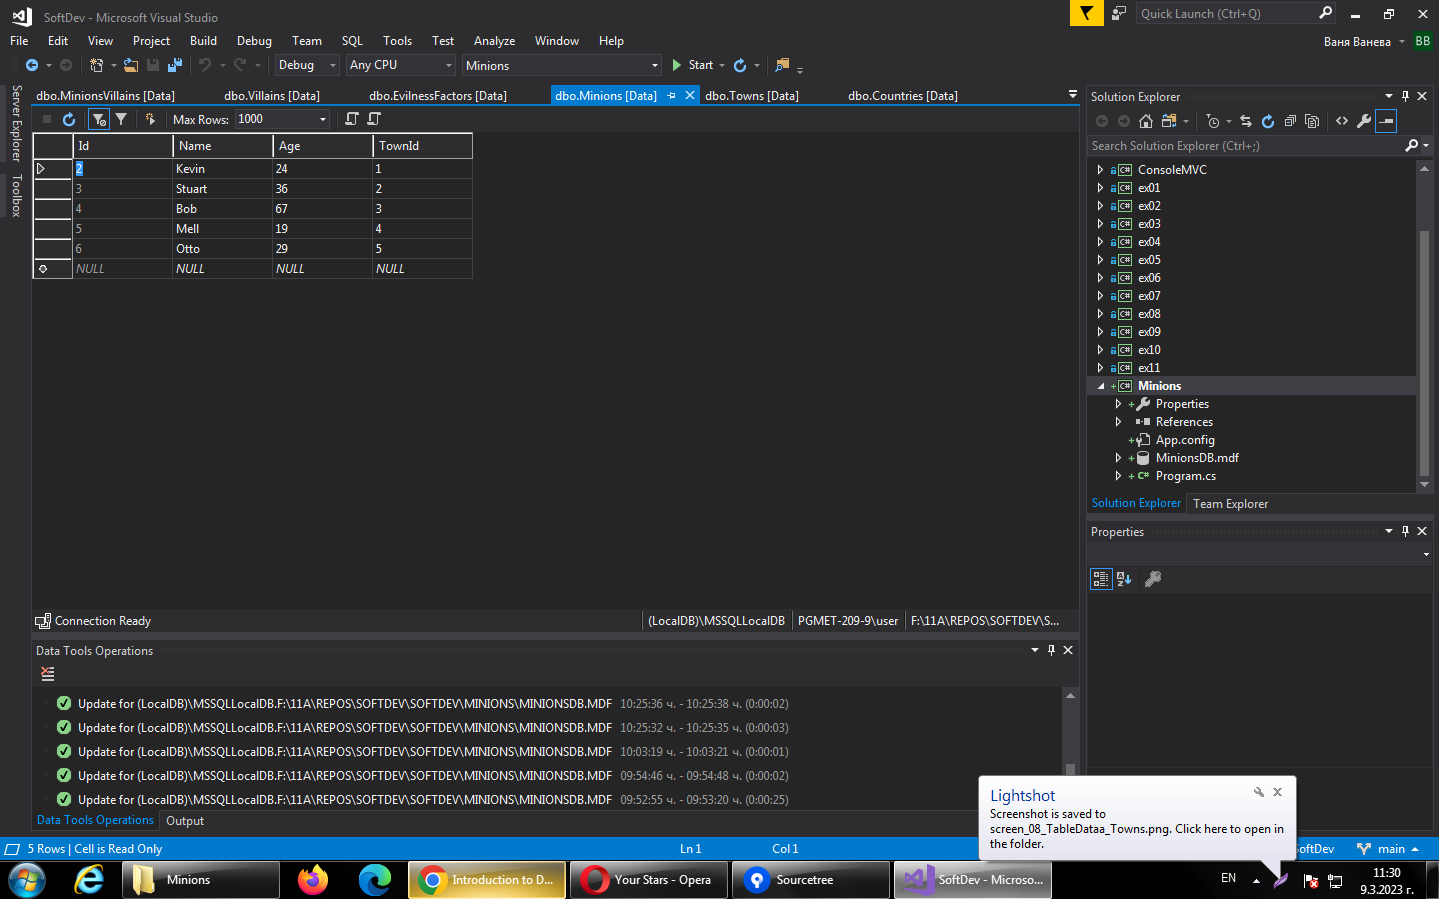 SoftDev - Microsoft Visual Studio
Quick Launch (Ctrl+Q)
File Edit View Project Build Debug Team SQL Tools Test Analyze Window Help
Ваня Ванева BB
Debug Any CPU Minions Start
Server Explorer
Toolbox
dbo.MinionsVillains [Data] dbo.Villains [Data] dbo.EvilnessFactors [Data] dbo.Minions [Data] dbo.Towns [Data] dbo.Countries [Data]
Max Rows: 1000
Id Name Age TownId
2 Kevin 24 1
3 Stuart 36 2
4 Bob 67 3
5 Mell 19 4
6 Otto 29 5
NULL NULL NULL NULL
Connection Ready (LocalDB)\MSSQLLocalDB PGMET-209-9\user F:\11A\REPOS\SOFTDEV\S...
Data Tools Operations
Update for (LocalDB)\MSSQLLocalDB.F:\11A\REPOS\SOFTDEV\SOFTDEV\MINIONS\MINIONSDB.MDF 10:25:36 ч. - 10:25:38 ч. (0:00:02)
Update for (LocalDB)\MSSQLLocalDB.F:\11A\REPOS\SOFTDEV\SOFTDEV\MINIONS\MINIONSDB.MDF 10:25:32 ч. - 10:25:35 ч. (0:00:03)
Update for (LocalDB)\MSSQLLocalDB.F:\11A\REPOS\SOFTDEV\SOFTDEV\MINIONS\MINIONSDB.MDF 10:03:19 ч. - 10:03:21 ч. (0:00:01)
Update for (LocalDB)\MSSQLLocalDB.F:\11A\REPOS\SOFTDEV\SOFTDEV\MINIONS\MINIONSDB.MDF 09:54:46 ч. - 09:54:48 ч. (0:00:02)
Update for (LocalDB)\MSSQLLocalDB.F:\11A\REPOS\SOFTDEV\SOFTDEV\MINIONS\MINIONSDB.MDF 09:52:55 ч. - 09:53:20 ч. (0:00:25)
Data Tools Operations Output
Solution Explorer
Search Solution Explorer (Ctrl+;)
C# ConsoleMVC
C# ex01
C# ex02
C# ex03
C# ex04
C# ex05
C# ex06
C# ex07
C# ex08
C# ex09
C# ex10
C# ex11
C# Minions
Properties
References
App.config
MinionsDB.mdf
C# Program.cs
Solution Explorer Team Explorer
Properties
Lightshot
Screenshot is saved to
screen_08_TableDataa_Towns.png. Click here to open in
the folder.
5 Rows | Cell is Read Only Ln 1 Col 1 SoftDev main
Minions Introduction to D... Your Stars - Opera Sourcetree SoftDev - Microso...
EN 11:30
9.3.2023 г.